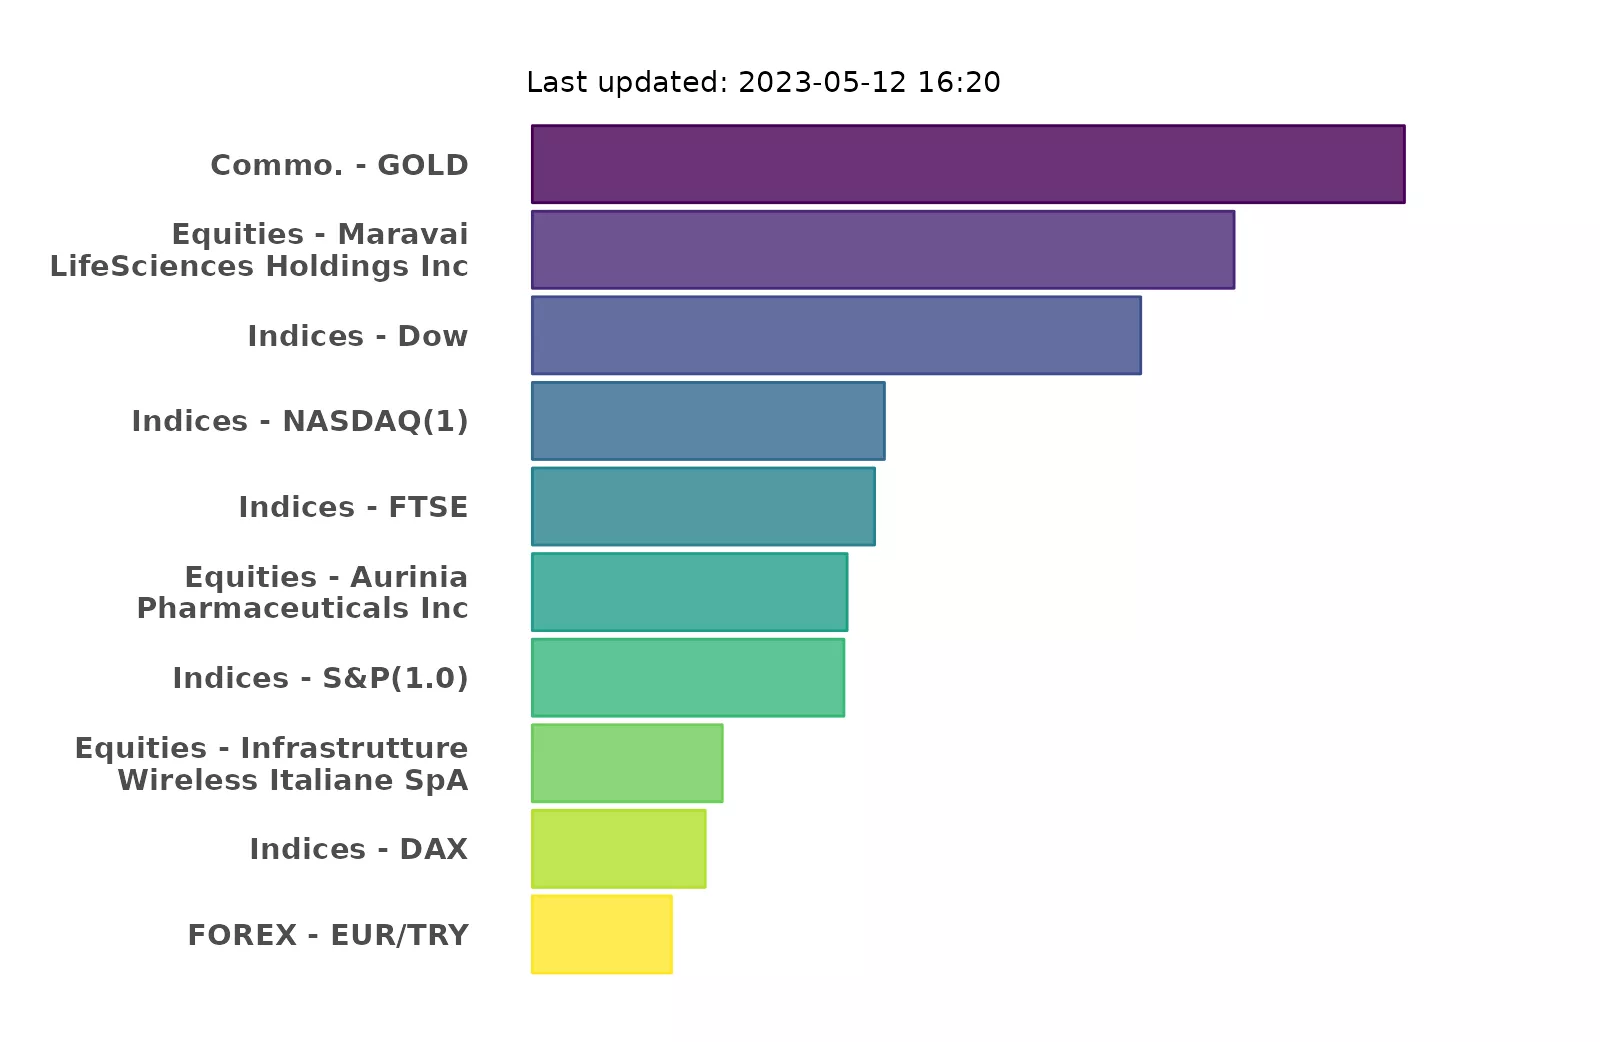 Last updated: 2023-05-12 16:20
Commo. - GOLD
Equities - Maravai
LifeSciences Holdings Inc
Indices - Dow
Indices - NASDAQ(1)
Indices - FTSE
Equities - Aurinia
Pharmaceuticals Inc
Indices - S&P(1.0)
Equities - Infrastrutture
Wireless Italiane SpA
Indices - DAX
FOREX - EUR/TRY